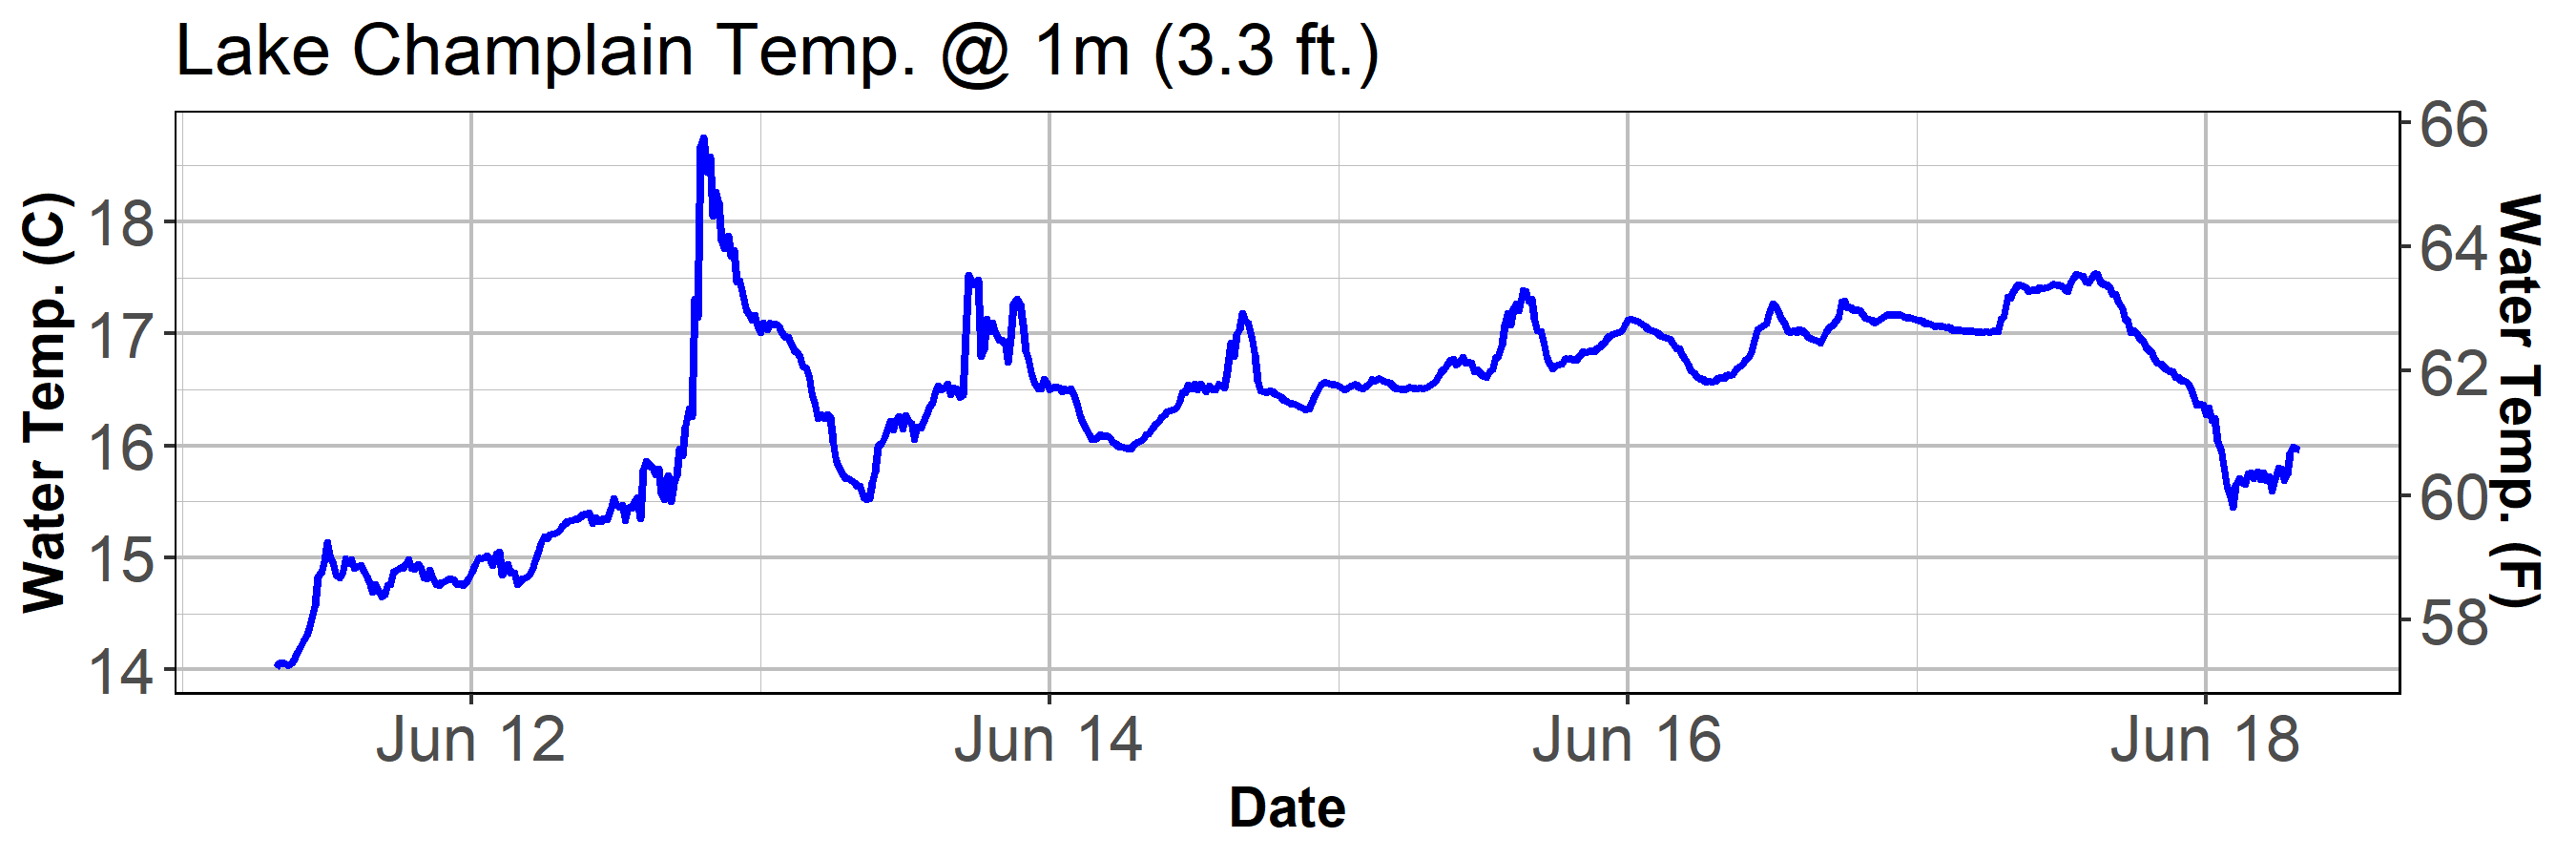 Lake Champlain Temp. @ 1m (3.3 ft.)
Water Temp. (C)
18
17
16
15
14
66
64
62
60
58
Water Temp. (F)
Jun 12
Jun 14
Jun 16
Jun 18
Date